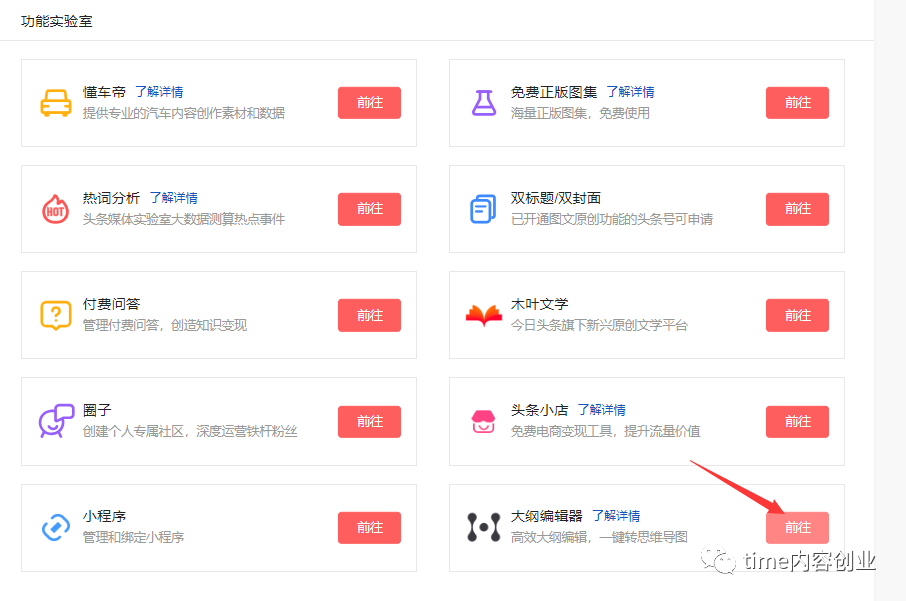 功能实验室
懂车帝 了解详情
提供专业的汽车内容创作素材和数据
前往
免费正版图集 了解详情
海量正版图集，免费使用
前往
HOT
热词分析 了解详情
头条媒体实验室大数据测算热点事件
前往
双标题/双封面
已开通图文原创功能的头条号可申请
前往
?
付费问答
管理付费问答，创造知识变现
前往
木叶文学
今日头条旗下新兴原创文学平台
前往
圈子
创建个人专属社区，深度运营铁杆粉丝
前往
头条小店 了解详情
免费电商变现工具，提升流量价值
前往
小程序
管理和绑定小程序
前往
大纲编辑器 了解详情
高效大纲编辑，一键转思维导图
前往
time内容创业